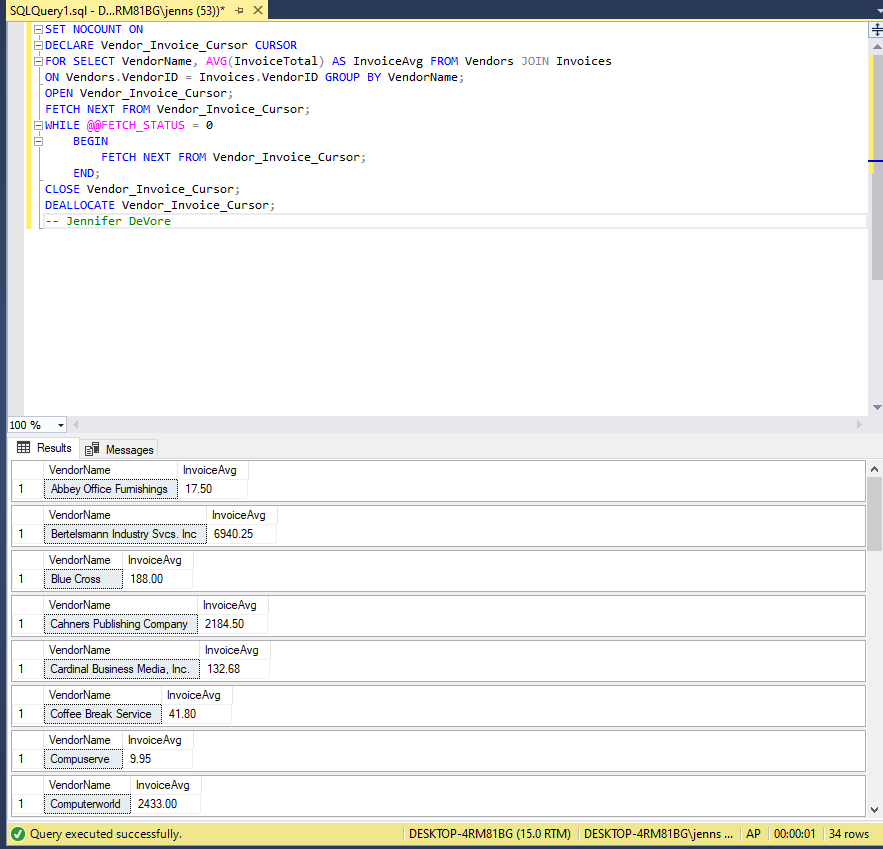 SQLQuery1.sql - D...RM81BG\jenns (53))*
SET NOCOUNT ON
DECLARE Vendor_Invoice_Cursor CURSOR
FOR SELECT VendorName, AVG(InvoiceTotal) AS InvoiceAvg FROM Vendors JOIN Invoices
ON Vendors.VendorID = Invoices.VendorID GROUP BY VendorName;
OPEN Vendor_Invoice_Cursor;
FETCH NEXT FROM Vendor_Invoice_Cursor;
WHILE @@FETCH_STATUS = 0
BEGIN
FETCH NEXT FROM Vendor_Invoice_Cursor;
END;
CLOSE Vendor_Invoice_Cursor;
DEALLOCATE Vendor_Invoice_Cursor;
-- Jennifer DeVore
100 %
Results Messages
VendorName InvoiceAvg
1 Abbey Office Furnishings 17.50
VendorName InvoiceAvg
1 Bertelsmann Industry Svcs. Inc 6940.25
VendorName InvoiceAvg
1 Blue Cross 188.00
VendorName InvoiceAvg
1 Cahners Publishing Company 2184.50
VendorName InvoiceAvg
1 Cardinal Business Media, Inc. 132.68
VendorName InvoiceAvg
1 Coffee Break Service 41.80
VendorName InvoiceAvg
1 Compuserve 9.95
VendorName InvoiceAvg
1 Computerworld 2433.00
Query executed successfully. DESKTOP-4RM81BG (15.0 RTM) DESKTOP-4RM81BG\jenns ... AP 00:00:01 34 rows